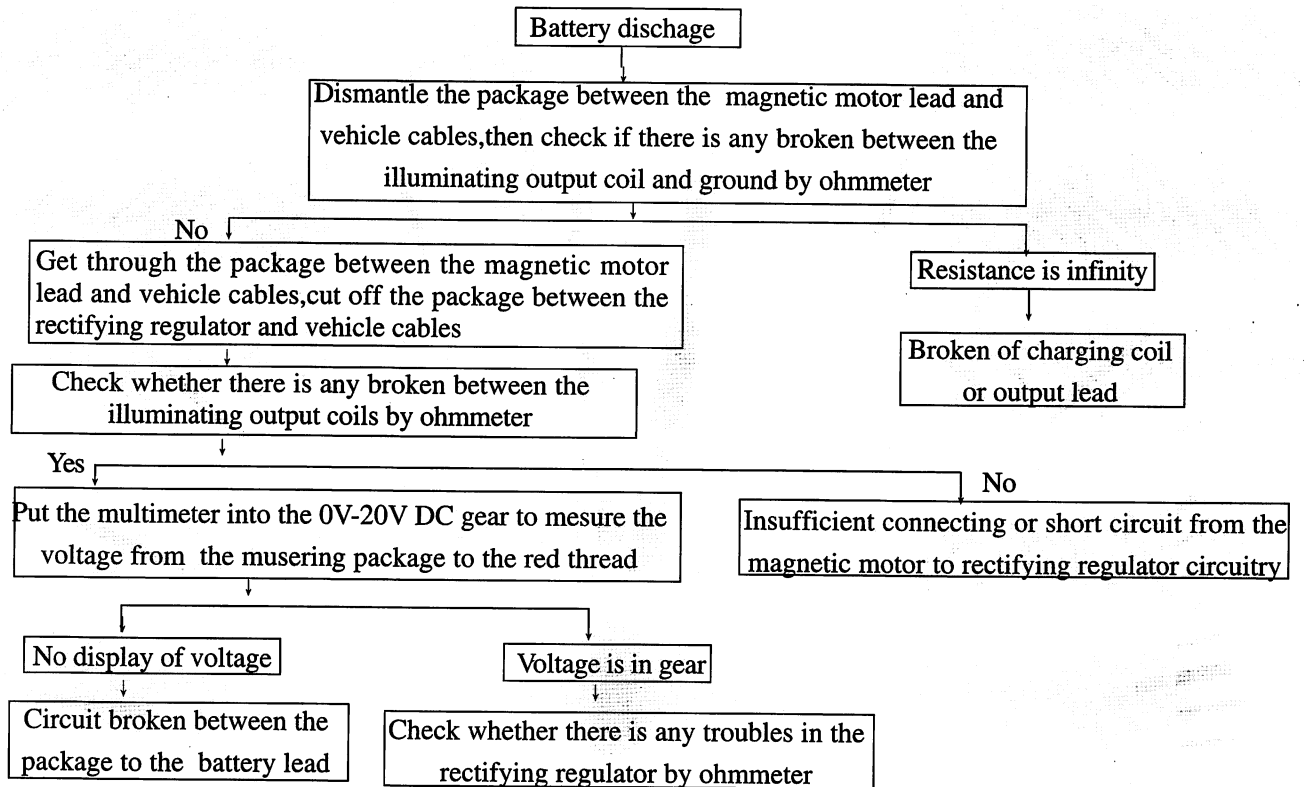 Battery dischage
Dismantle the package between the magnetic motor lead and
vehicle cables,then check if there is any broken between the
illuminating output coil and ground by ohmmeter
No
Get through the package between the magnetic motor
lead and vehicle cables,cut off the package between the
rectifying regulator and vehicle cables
Resistance is infinity
Broken of charging coil
or output lead
Check whether there is any broken between the
illuminating output coils by ohmmeter
Yes
No
Put the multimeter into the 0V-20V DC gear to mesure the
voltage from the musering package to the red thread
Insufficient connecting or short circuit from the
magnetic motor to rectifying regulator circuitry
No display of voltage
Voltage is in gear
Circuit broken between the
package to the battery lead
Check whether there is any troubles in the
rectifying regulator by ohmmeter